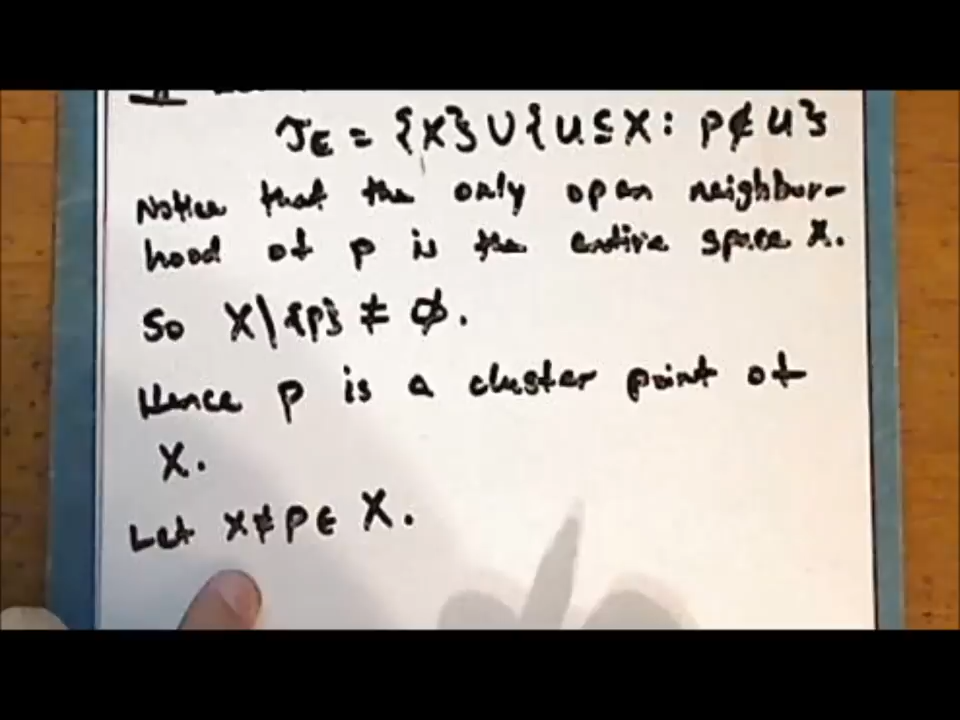 𝒯E = {X} ∪ {U ⊆ X : p ∉ U}
Notice that the only open neighbor-
hood of p is the entire space X.
So X \ {p} ≠ ∅.
Hence p is a cluster point of
X.
Let x ≠ p ∈ X.